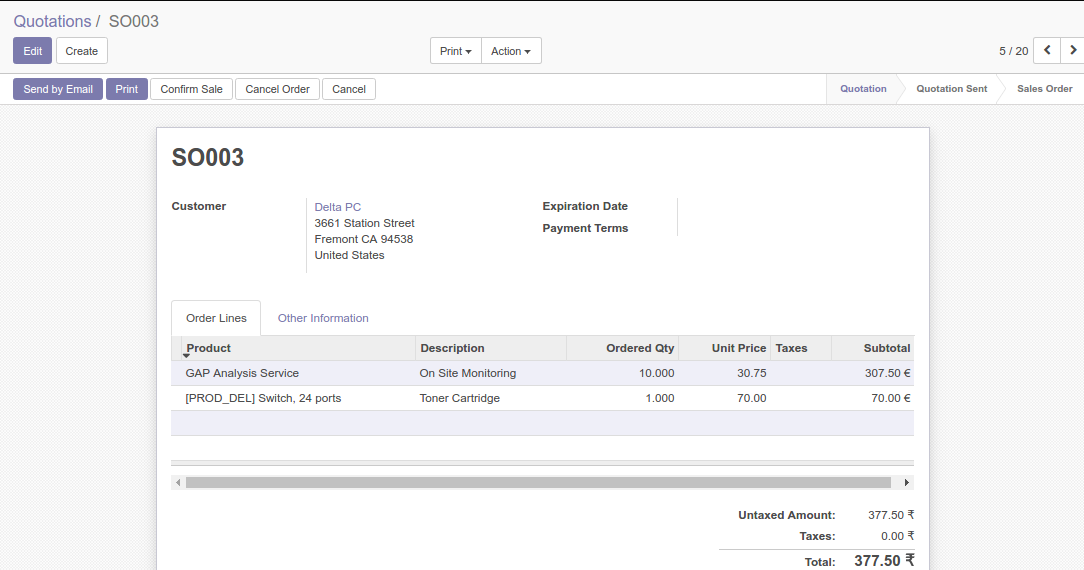 Quotations / SO003
Edit Create Print Action 5 / 20
Send by Email Print Confirm Sale Cancel Order Cancel Quotation Quotation Sent Sales Order
SO003
Customer Delta PC Expiration Date
3661 Station Street Payment Terms
Fremont CA 94538
United States
Order Lines Other Information
Product Description Ordered Qty Unit Price Taxes Subtotal
GAP Analysis Service On Site Monitoring 10.000 30.75 307.50 €
[PROD_DEL] Switch, 24 ports Toner Cartridge 1.000 70.00 70.00 €
Untaxed Amount: 377.50 ₹
Taxes: 0.00 ₹
Total: 377.50 ₹